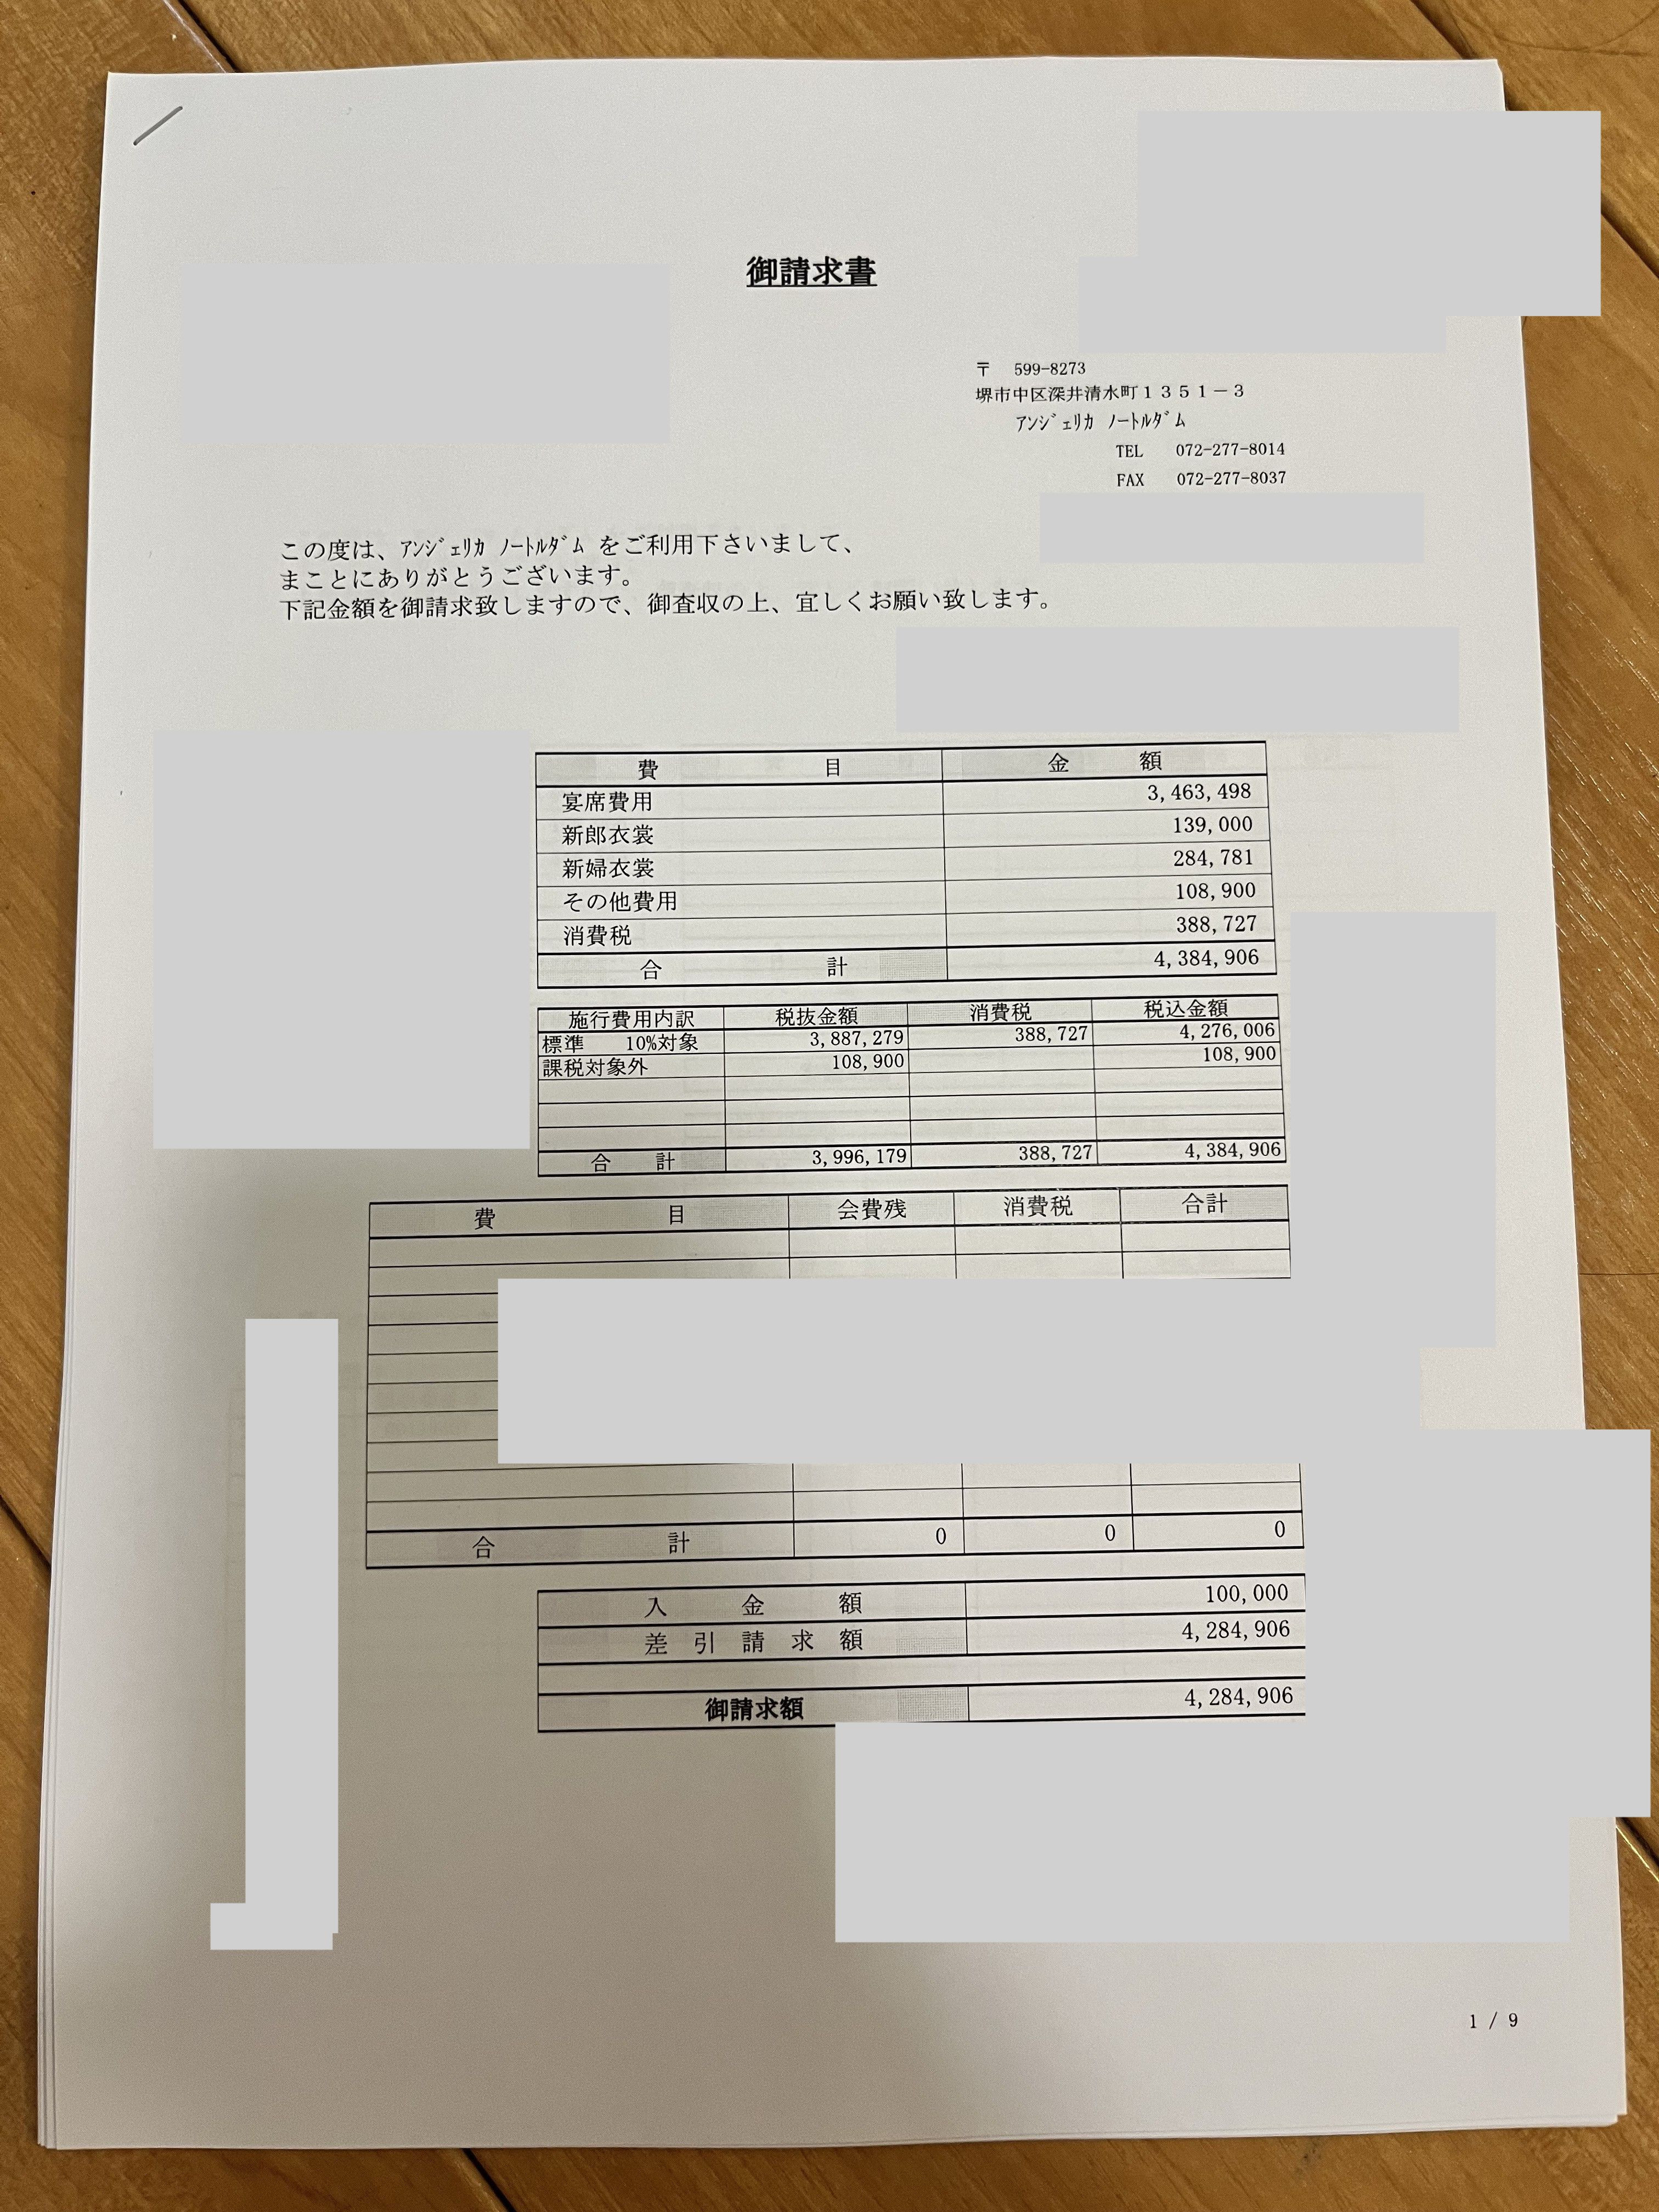 御請求書
〒 599-8273
堺市中区深井清水町1351-3
アンジェリカ ノートルダム
TEL 072-277-8014
FAX 072-277-8037
この度は、アンジェリカ ノートルダム をご利用下さいまして、
まことにありがとうございます。
下記金額を御請求致しますので、御査収の上、宜しくお願い致します。
費 目 金 額
宴席費用 3,463,498
新郎衣裳 139,000
新婦衣裳 284,781
その他費用 108,900
消費税 388,727
合 計 4,384,906
施行費用内訳 税抜金額 消費税 税込金額
標準 10%対象 3,887,279 388,727 4,276,006
課税対象外 108,900 108,900
合 計 3,996,179 388,727 4,384,906
費 目 会費残 消費税 合計
合 計 0 0 0
入 金 額 100,000
差 引 請 求 額 4,284,906
御請求額 4,284,906
1 / 9